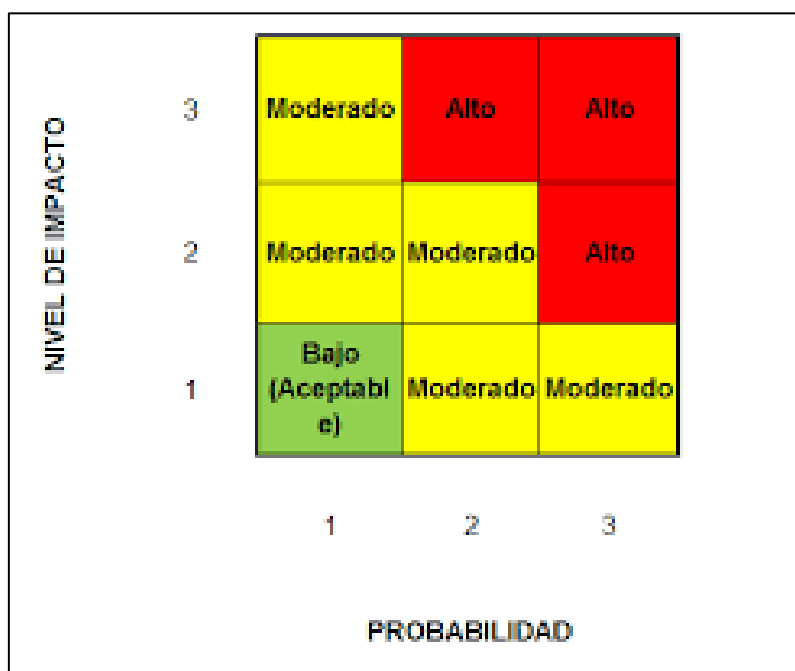 NIVEL DE IMPACTO
3
Moderado
Alto
Alto
2
Moderado
Moderado
Alto
1
Bajo
(Aceptabl
e)
Moderado
Moderado
1
2
3
PROBABILIDAD